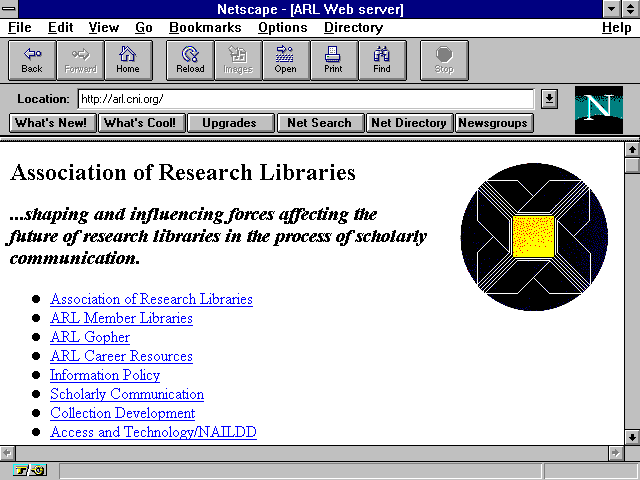 Netscape - [ARL Web server]
File Edit View Go Bookmarks Options Directory Help
Back Forward Home Reload Images Open Print Find Stop
Location: http://arl.cni.org/
N
What's New! What's Cool! Upgrades Net Search Net Directory Newsgroups
Association of Research Libraries
...shaping and influencing forces affecting the
future of research libraries in the process of scholarly
communication.
Association of Research Libraries
ARL Member Libraries
ARL Gopher
ARL Career Resources
Information Policy
Scholarly Communication
Collection Development
Access and Technology/NAILDD